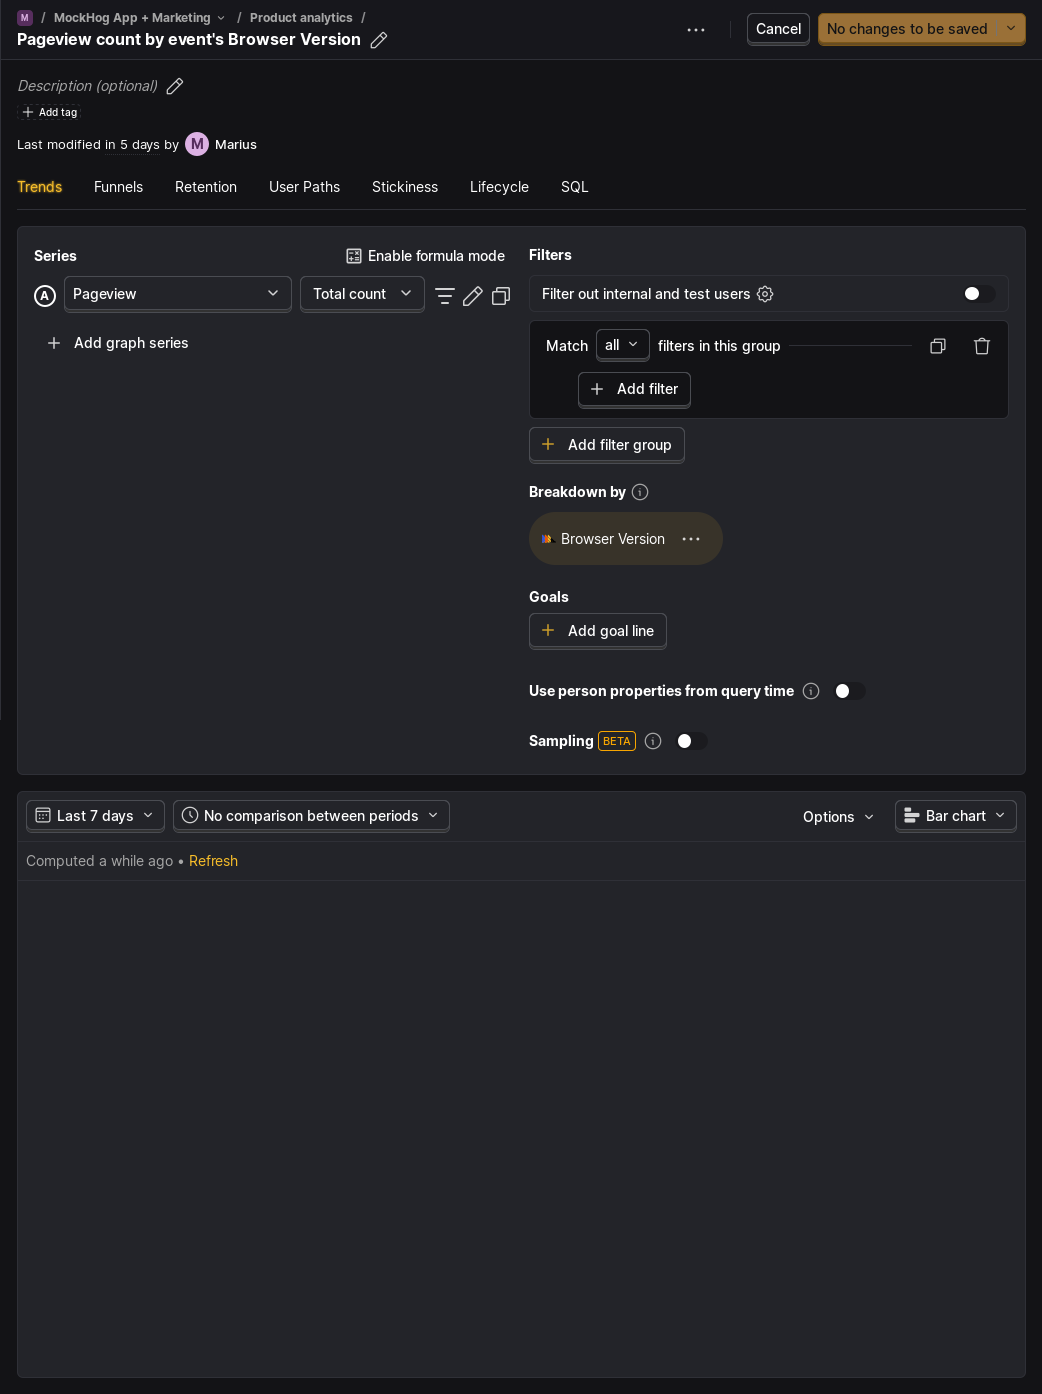 M / MockHog App + Marketing / Product analytics /
Pageview count by event's Browser Version
Cancel
No changes to be saved
Description (optional)
Add tag
Last modified in 5 days by M Marius
Trends Funnels Retention User Paths Stickiness Lifecycle SQL
Series
Enable formula mode
A Pageview Total count
Add graph series
Filters
Filter out internal and test users
Match all filters in this group
Add filter
Add filter group
Breakdown by
Browser Version
Goals
Add goal line
Use person properties from query time
Sampling BETA
Last 7 days No comparison between periods Options Bar chart
Computed a while ago • Refresh